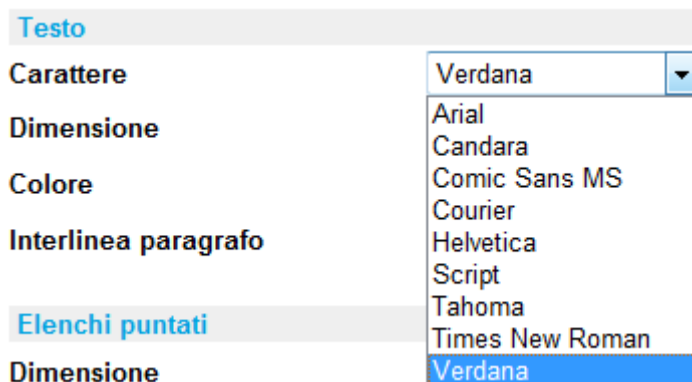 Testo
Carattere Verdana
Arial
Dimensione
Candara
Comic Sans MS
Colore
Courier
Interlinea paragrafo
Helvetica
Script
Tahoma
Elenchi puntati
Times New Roman
Dimensione
Verdana